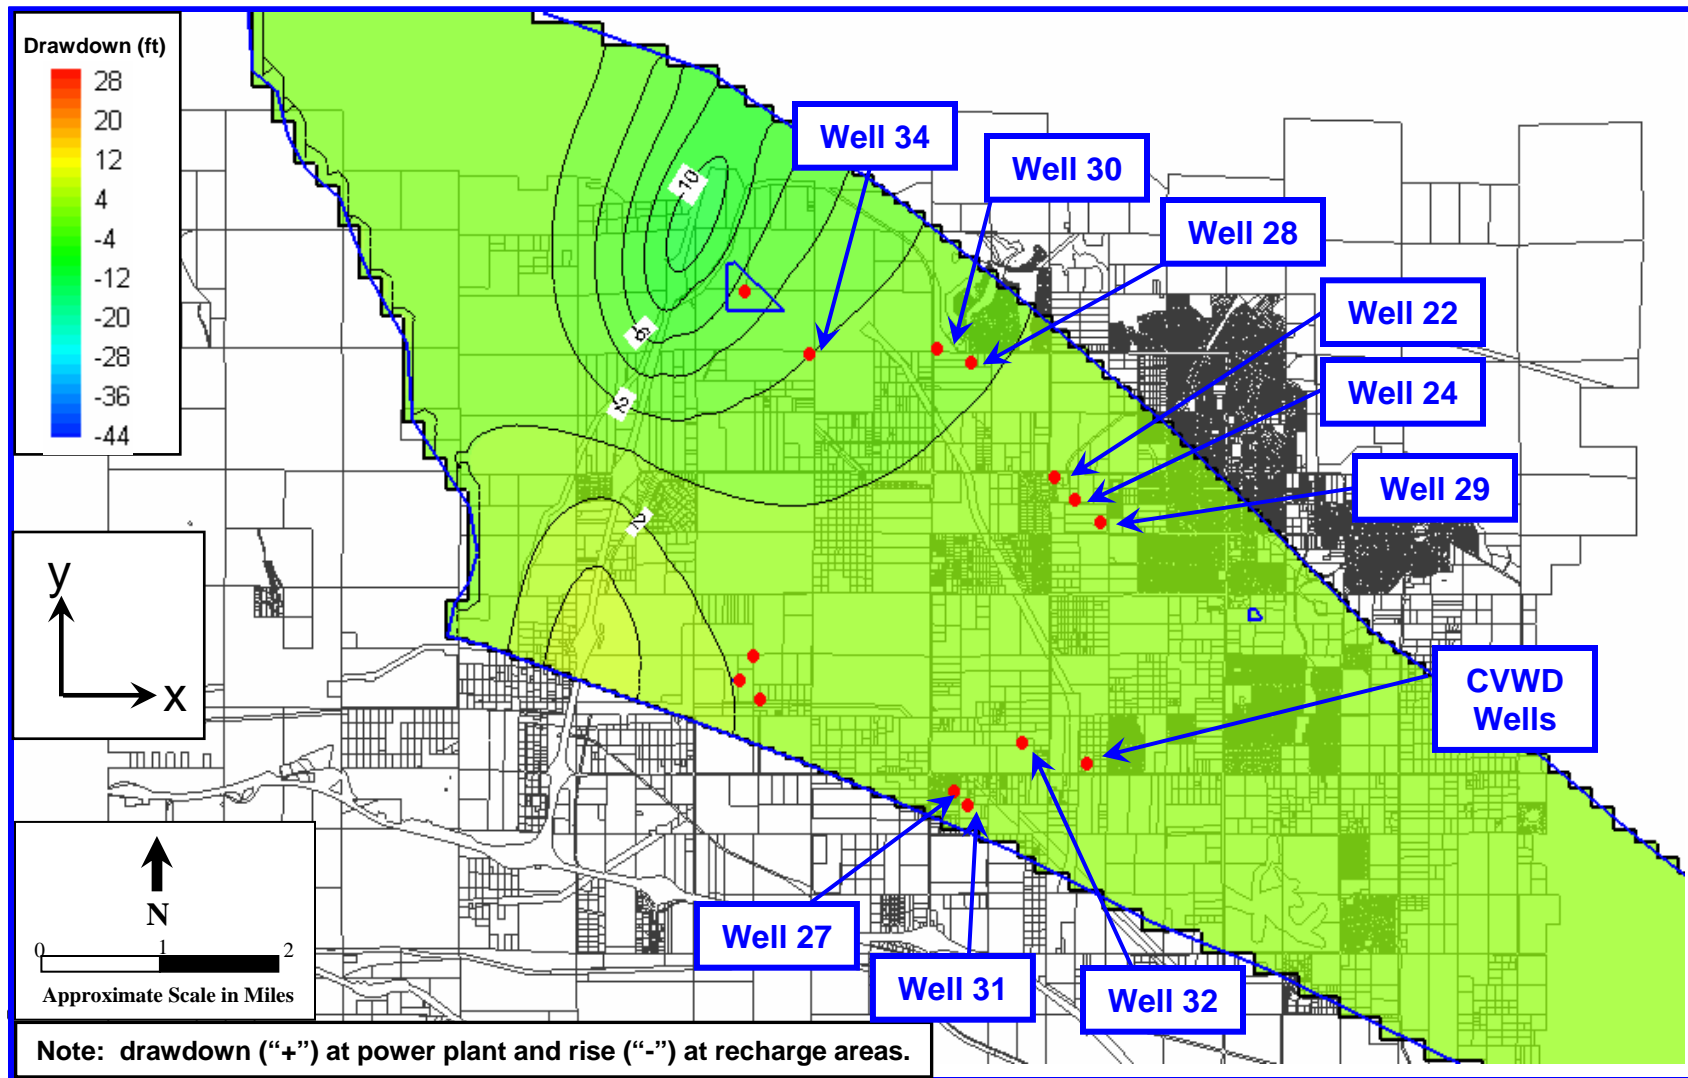 Drawdown (ft)
28
20
12
4
-4
-12
-20
-28
-36
-44
Well 34
Well 30
Well 28
Well 22
Well 24
Well 29
CVWD
Wells
-10
-2
2
y
x
N
0 1 2
Approximate Scale in Miles
Well 27
Well 31
Well 32
Note: drawdown (“+”) at power plant and rise (“-”) at recharge areas.